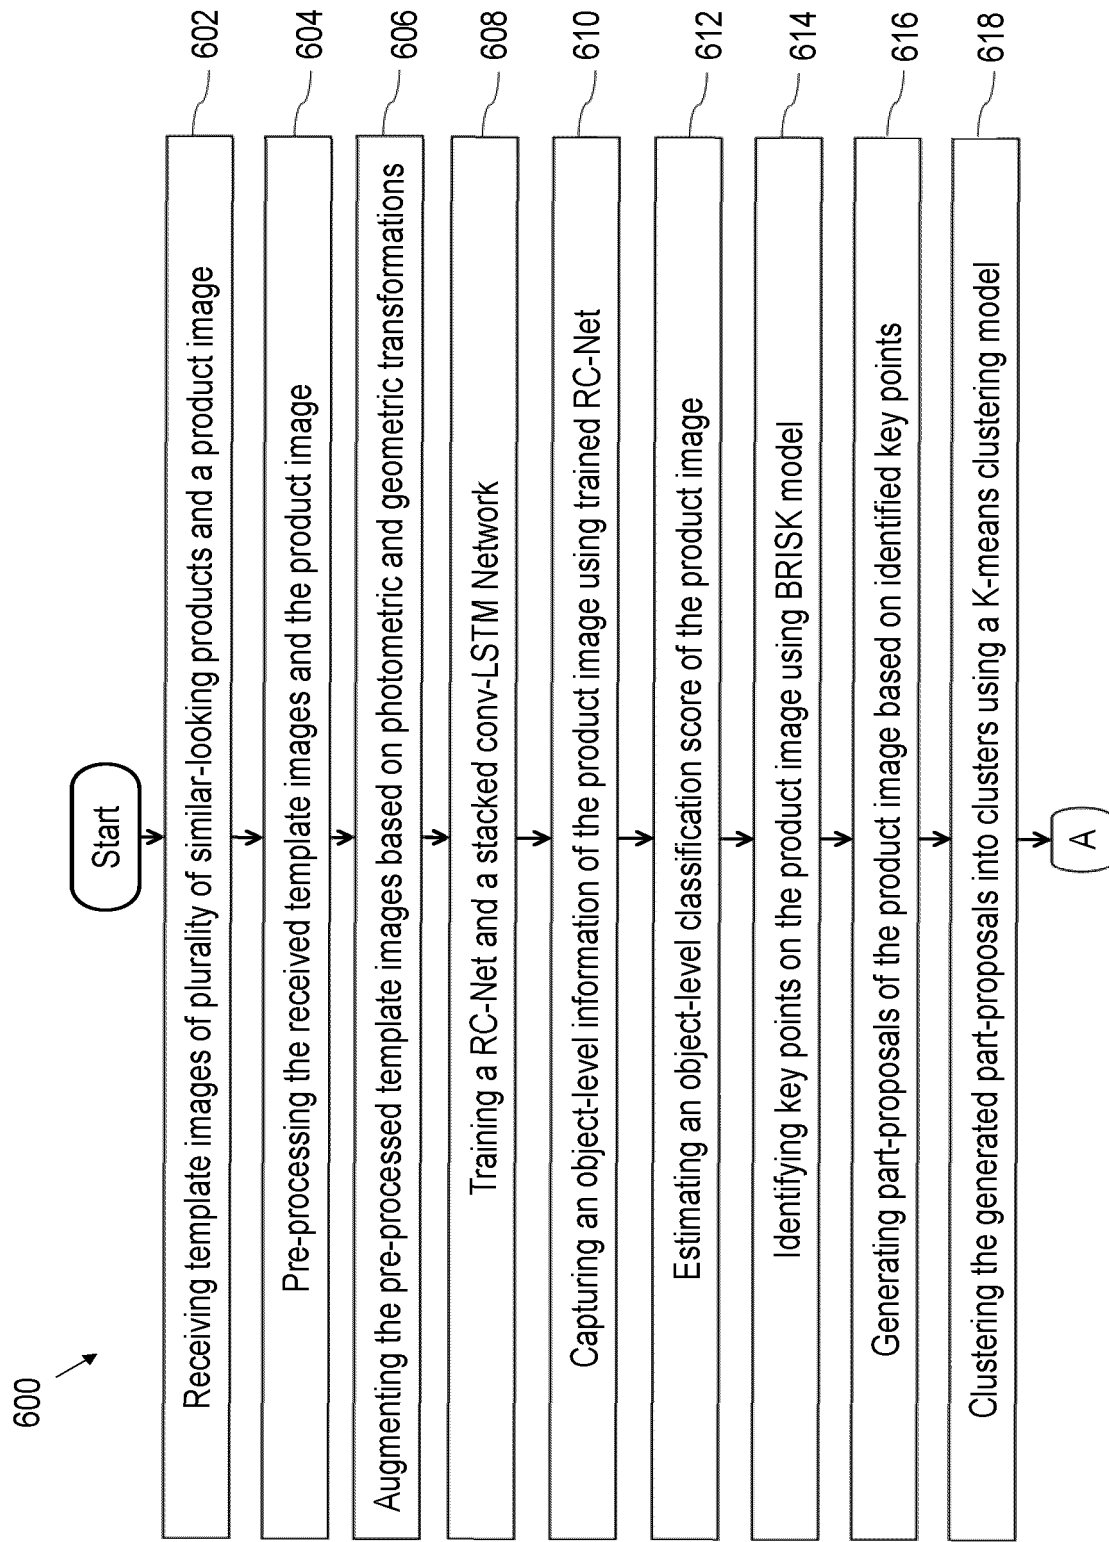 600
Start
Receiving template images of plurality of similar-looking products and a product image
602
Pre-processing the received template images and the product image
604
Augmenting the pre-processed template images based on photometric and geometric transformations
606
Training a RC-Net and a stacked conv-LSTM Network
608
Capturing an object-level information of the product image using trained RC-Net
610
Estimating an object-level classification score of the product image
612
Identifying key points on the product image using BRISK model
614
Generating part-proposals of the product image based on identified key points
616
Clustering the generated part-proposals into clusters using a K-means clustering model
618
A